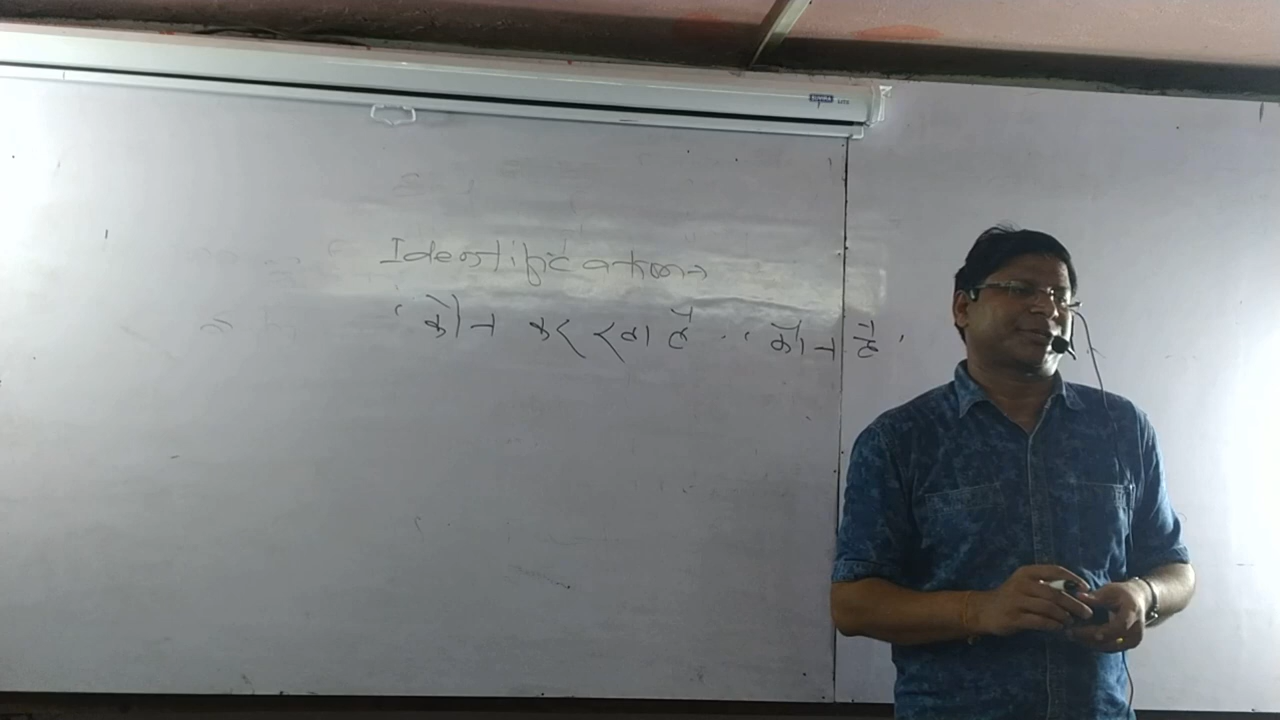 Identification→
'कौन कर रहा है'. 'कौन है'